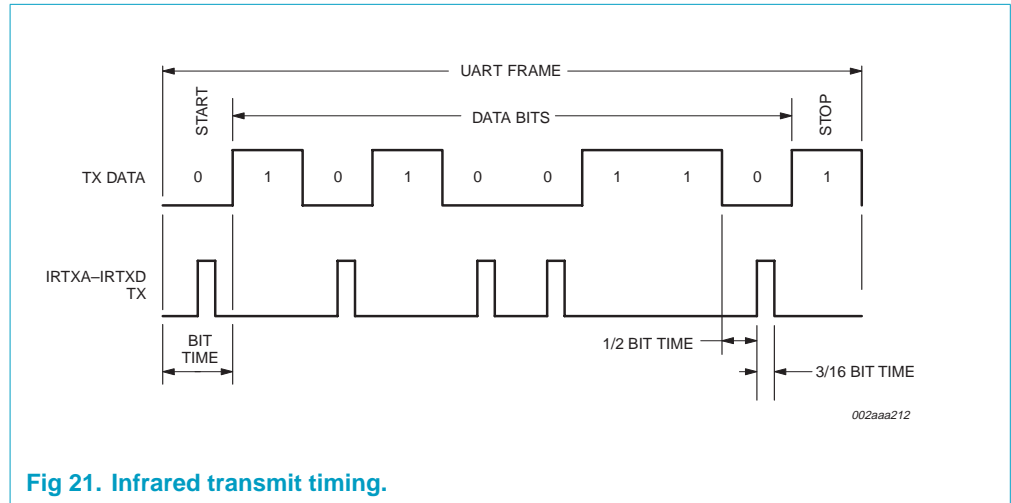 UART FRAME
START
DATA BITS
STOP
TX DATA 0 1 0 1 0 0 1 1 0 1
IRTXA–IRTXD
TX
BIT
TIME
1/2 BIT TIME
3/16 BIT TIME
002aaa212
Fig 21. Infrared transmit timing.